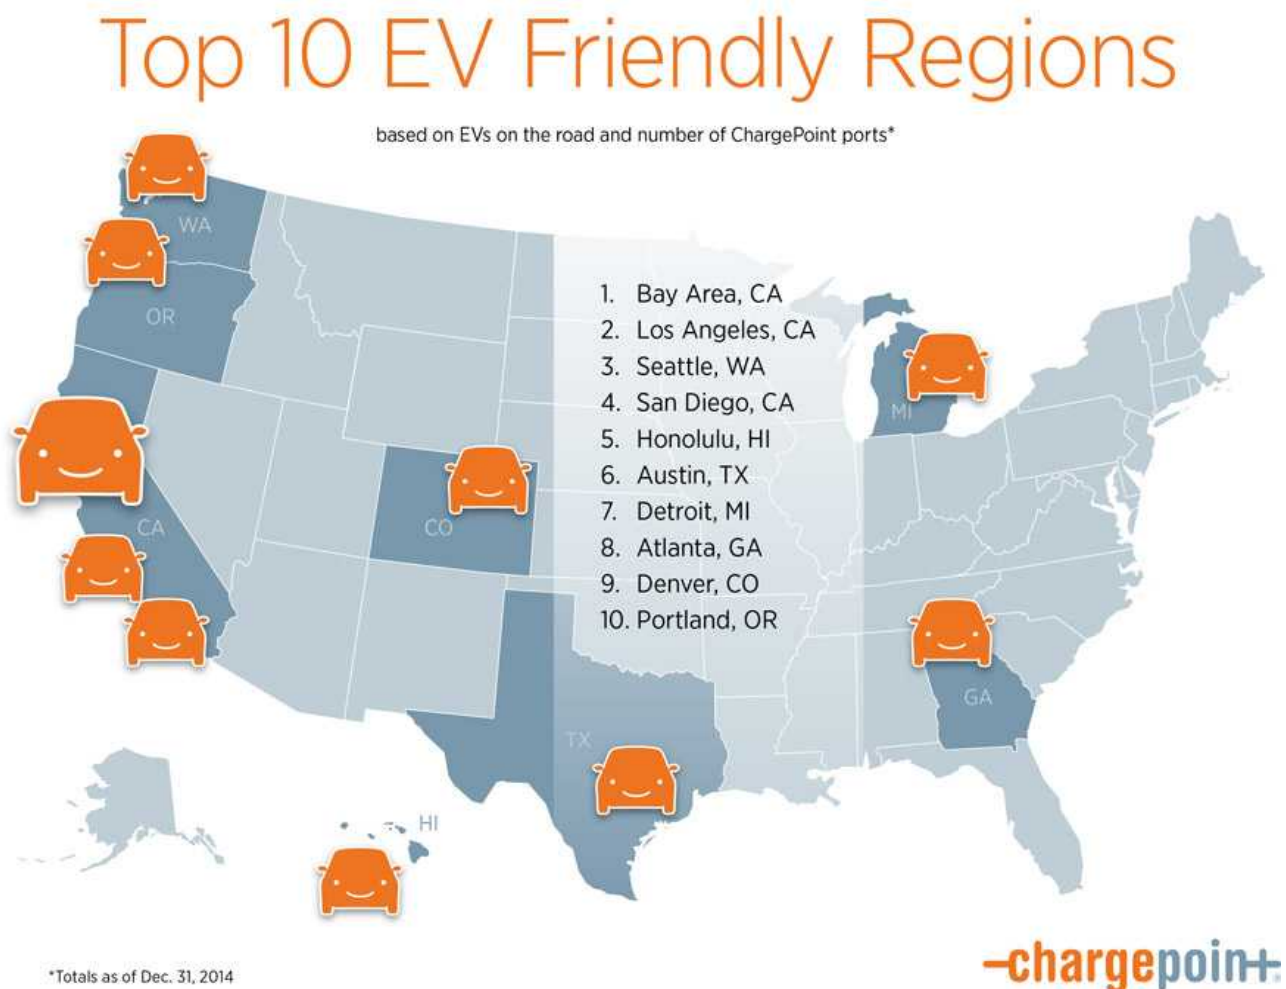 Top 10 EV Friendly Regions
based on EVs on the road and number of ChargePoint ports*
WA
OR
1. Bay Area, CA
2. Los Angeles, CA
3. Seattle, WA
4. San Diego, CA
5. Honolulu, HI
6. Austin, TX
7. Detroit, MI
8. Atlanta, GA
9. Denver, CO
10. Portland, OR
MI
CA
CO
GA
TX
HI
*Totals as of Dec. 31, 2014
chargepoint